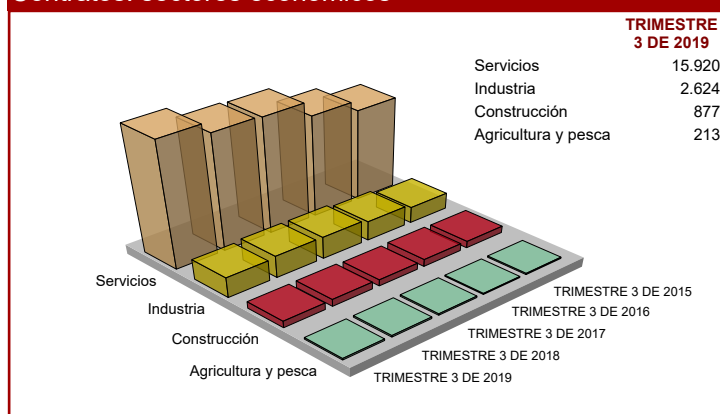 TRIMESTRE
3 DE 2019
Servicios 15.920
Industria 2.624
Construcción 877
Agricultura y pesca 213
Servicios
Industria
Construcción
Agricultura y pesca
TRIMESTRE 3 DE 2015
TRIMESTRE 3 DE 2016
TRIMESTRE 3 DE 2017
TRIMESTRE 3 DE 2018
TRIMESTRE 3 DE 2019